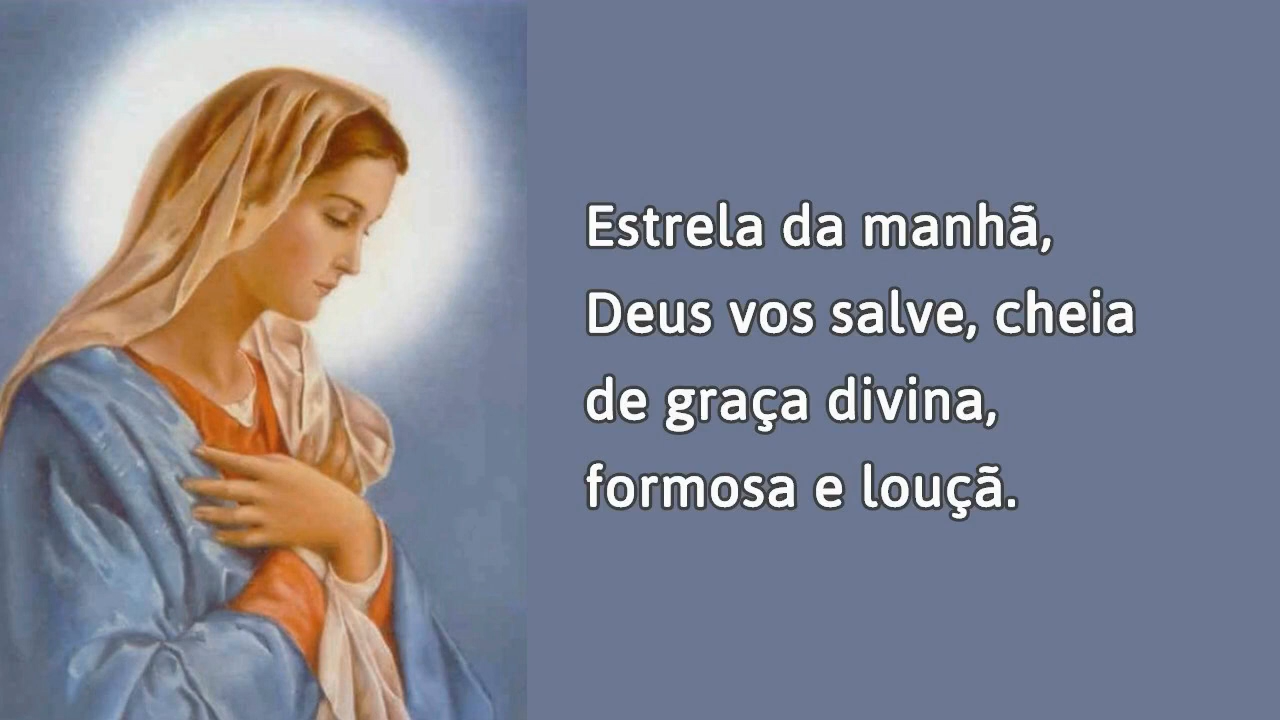 Estrela da manhã,
Deus vos salve, cheia
de graça divina,
formosa e louçã.